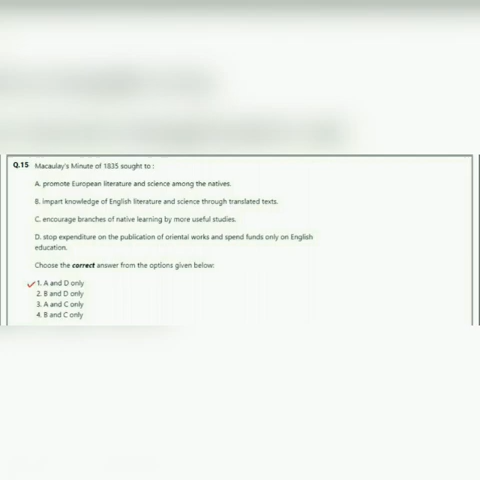 Q.15 Macaulay's Minute of 1835 sought to :
A. promote European literature and science among the natives.
B. impart knowledge of English literature and science through translated texts.
C. encourage branches of native learning by more useful studies.
D. stop expenditure on the publication of oriental works and spend funds only on English
education.
Choose the correct answer from the options given below:
1. A and D only
2. B and D only
3. A and C only
4. B and C only